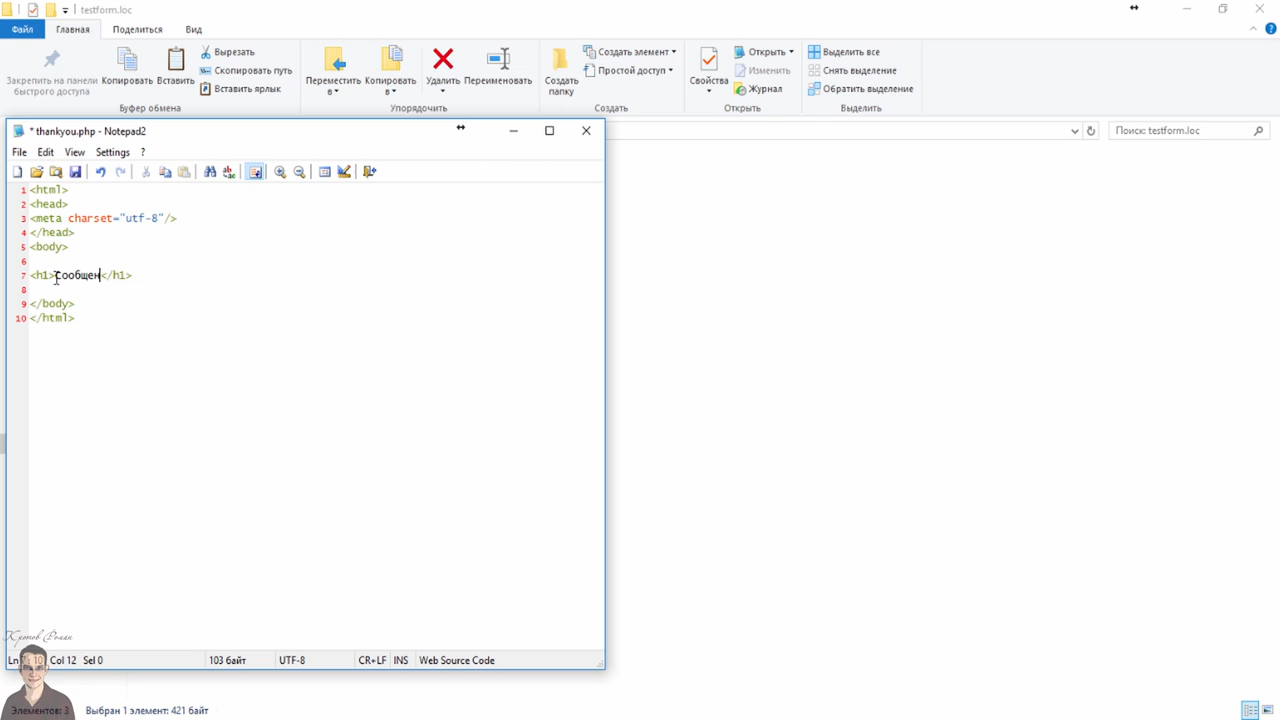 testform.loc
Файл Главная Поделиться Вид
Закрепить на панели быстрого доступа
Копировать
Вставить
Вырезать
Скопировать путь
Вставить ярлык
Буфер обмена
Переместить в
Копировать в
Удалить
Переименовать
Упорядочить
Создать папку
Создать элемент
Простой доступ
Создать
Свойства
Открыть
Изменить
Журнал
Открыть
Выделить все
Снять выделение
Обратить выделение
Выделить
Поиск: testform.loc
* thankyou.php - Notepad2
File Edit View Settings ?
1 <html>
2 <head>
3 <meta charset="utf-8"/>
4 </head>
5 <body>
6
7 <h1>сообщен</h1>
8
9 </body>
10 </html>
Кротов Роман
Col 12 Sel 0 103 байт UTF-8 CR+LF INS Web Source Code
Элементов: 3 Выбран 1 элемент: 421 байт